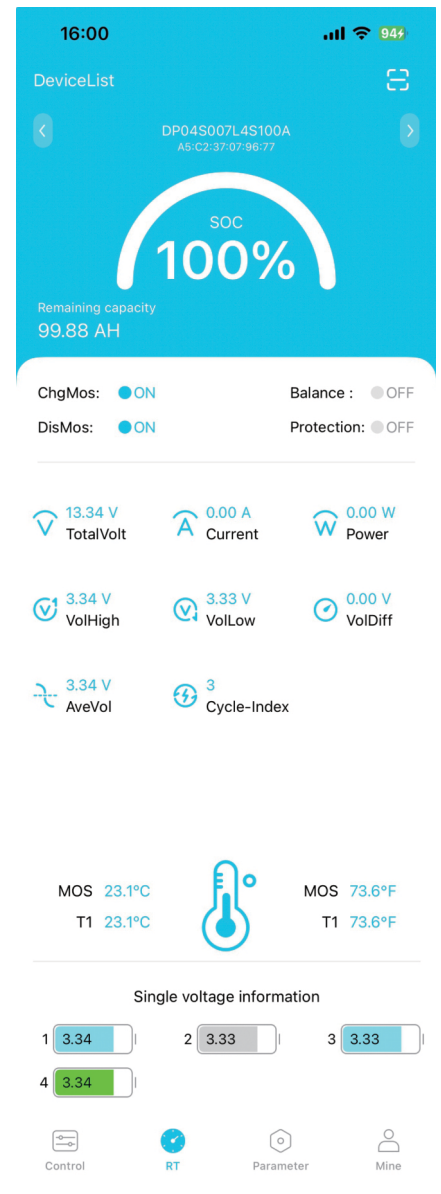 16:00
94
DeviceList
DP04S007L4S100A
A5:C2:37:07:96:77
SOC
100%
Remaining capacity
99.88 AH
ChgMos: ON Balance : OFF
DisMos: ON Protection: OFF
13.34 V 0.00 A 0.00 W
TotalVolt Current Power
3.34 V 3.33 V 0.00 V
VolHigh VolLow VolDiff
3.34 V 3
AveVol Cycle-Index
MOS 23.1°C MOS 73.6°F
T1 23.1°C T1 73.6°F
Single voltage information
1 3.34 2 3.33 3 3.33
4 3.34
Control RT Parameter Mine